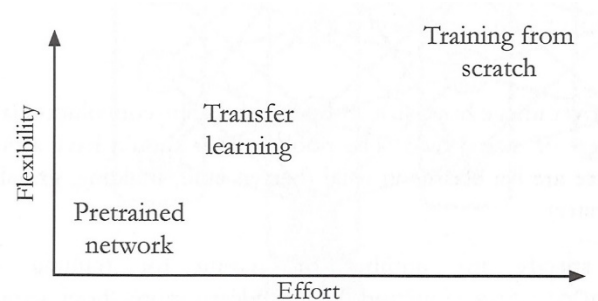 Training from
scratch
Transfer
learning
Flexibility
Pretrained
network
Effort